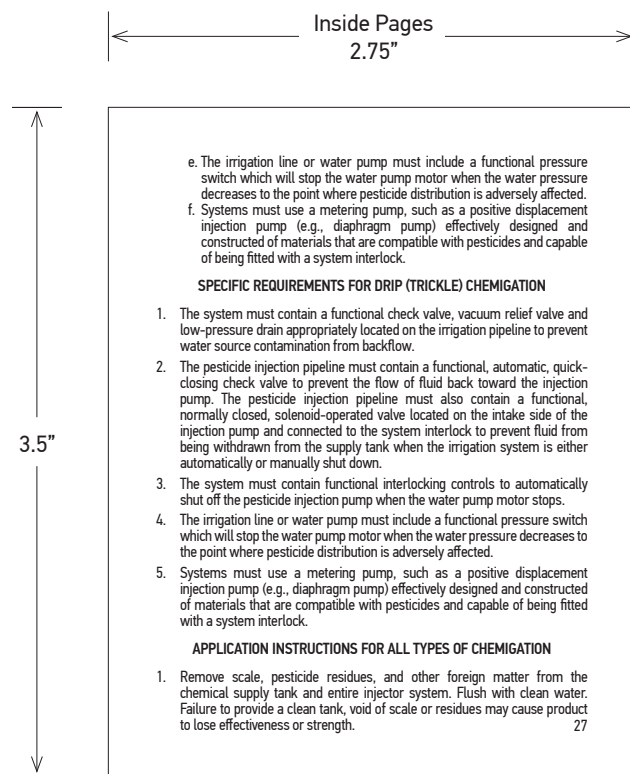 Inside Pages
2.75”
3.5”
e. The irrigation line or water pump must include a functional pressure
switch which will stop the water pump motor when the water pressure
decreases to the point where pesticide distribution is adversely affected.
f. Systems must use a metering pump, such as a positive displacement
injection pump (e.g., diaphragm pump) effectively designed and
constructed of materials that are compatible with pesticides and capable
of being fitted with a system interlock.
SPECIFIC REQUIREMENTS FOR DRIP (TRICKLE) CHEMIGATION
1. The system must contain a functional check valve, vacuum relief valve and
low-pressure drain appropriately located on the irrigation pipeline to prevent
water source contamination from backflow.
2. The pesticide injection pipeline must contain a functional, automatic, quick-
closing check valve to prevent the flow of fluid back toward the injection
pump. The pesticide injection pipeline must also contain a functional,
normally closed, solenoid-operated valve located on the intake side of the
injection pump and connected to the system interlock to prevent fluid from
being withdrawn from the supply tank when the irrigation system is either
automatically or manually shut down.
3. The system must contain functional interlocking controls to automatically
shut off the pesticide injection pump when the water pump motor stops.
4. The irrigation line or water pump must include a functional pressure switch
which will stop the water pump motor when the water pressure decreases to
the point where pesticide distribution is adversely affected.
5. Systems must use a metering pump, such as a positive displacement
injection pump (e.g., diaphragm pump) effectively designed and constructed
of materials that are compatible with pesticides and capable of being fitted
with a system interlock.
APPLICATION INSTRUCTIONS FOR ALL TYPES OF CHEMIGATION
1. Remove scale, pesticide residues, and other foreign matter from the
chemical supply tank and entire injector system. Flush with clean water.
Failure to provide a clean tank, void of scale or residues may cause product
to lose effectiveness or strength.
27